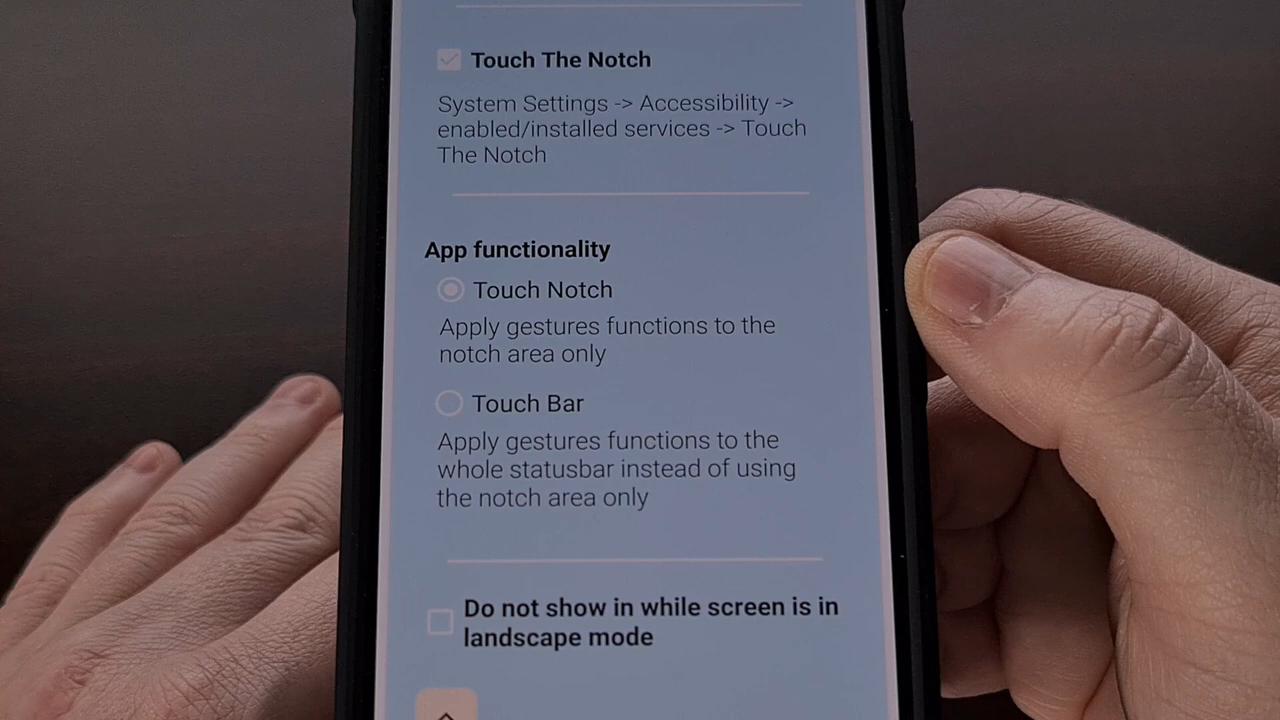 Touch The Notch
System Settings -> Accessibility ->
enabled/installed services -> Touch
The Notch
App functionality
Touch Notch
Apply gestures functions to the
notch area only
Touch Bar
Apply gestures functions to the
whole statusbar instead of using
the notch area only
Do not show in while screen is in
landscape mode